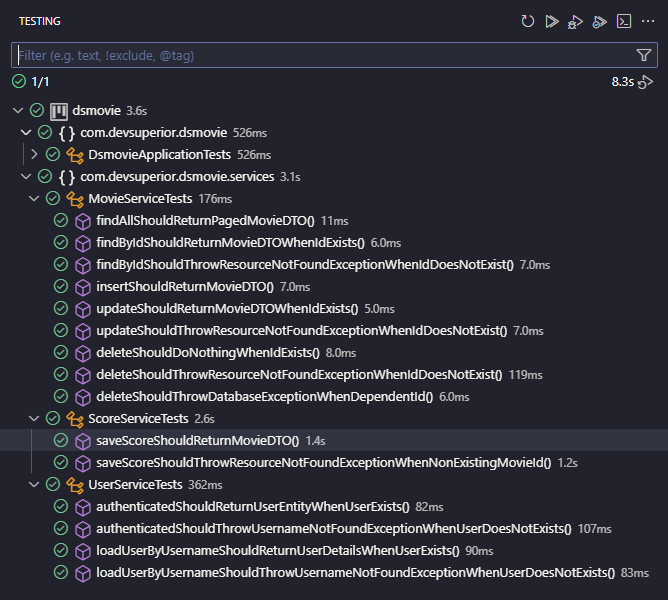 TESTING
Filter (e.g. text, !exclude, @tag)
1/1 8.3s
dsmovie 3.6s
{} com.devsuperior.dsmovie 526ms
DsmovieApplicationTests 526ms
{} com.devsuperior.dsmovie.services 3.1s
MovieServiceTests 176ms
findAllShouldReturnPagedMovieDTO() 11ms
findByIdShouldReturnMovieDTOWhenIdExists() 6.0ms
findByIdShouldThrowResourceNotFoundExceptionWhenIdDoesNotExist() 7.0ms
insertShouldReturnMovieDTO() 7.0ms
updateShouldReturnMovieDTOWhenIdExists() 5.0ms
updateShouldThrowResourceNotFoundExceptionWhenIdDoesNotExist() 7.0ms
deleteShouldDoNothingWhenIdExists() 8.0ms
deleteShouldThrowResourceNotFoundExceptionWhenIdDoesNotExist() 119ms
deleteShouldThrowDatabaseExceptionWhenDependentId() 6.0ms
ScoreServiceTests 2.6s
saveScoreShouldReturnMovieDTO() 1.4s
saveScoreShouldThrowResourceNotFoundExceptionWhenNonExistingMovieId() 1.2s
UserServiceTests 362ms
authenticatedShouldReturnUserEntityWhenUserExists() 82ms
authenticatedShouldThrowUsernameNotFoundExceptionWhenUserDoesNotExists() 107ms
loadUserByUsernameShouldReturnUserDetailsWhenUserExists() 90ms
loadUserByUsernameShouldThrowUsernameNotFoundExceptionWhenUserDoesNotExists() 83ms